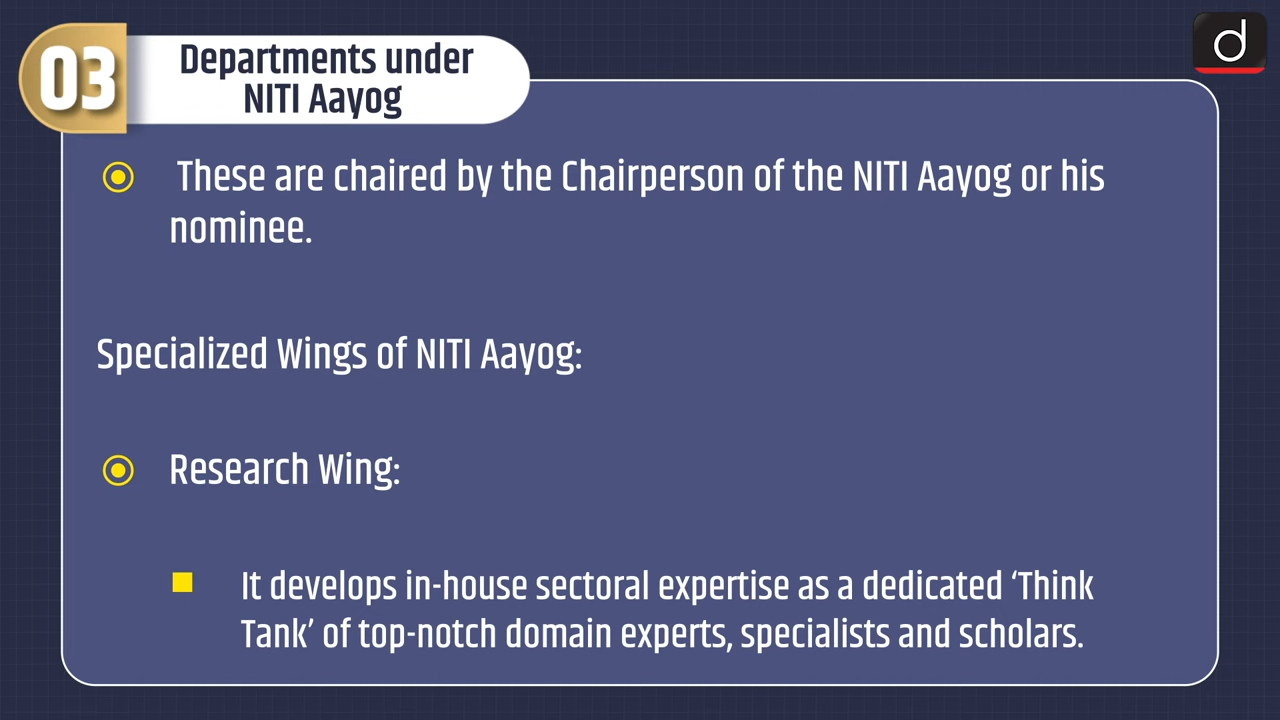 03
Departments under
NITI Aayog
d
These are chaired by the Chairperson of the NITI Aayog or his
nominee.
Specialized Wings of NITI Aayog:
Research Wing:
It develops in-house sectoral expertise as a dedicated ‘Think
Tank’ of top-notch domain experts, specialists and scholars.